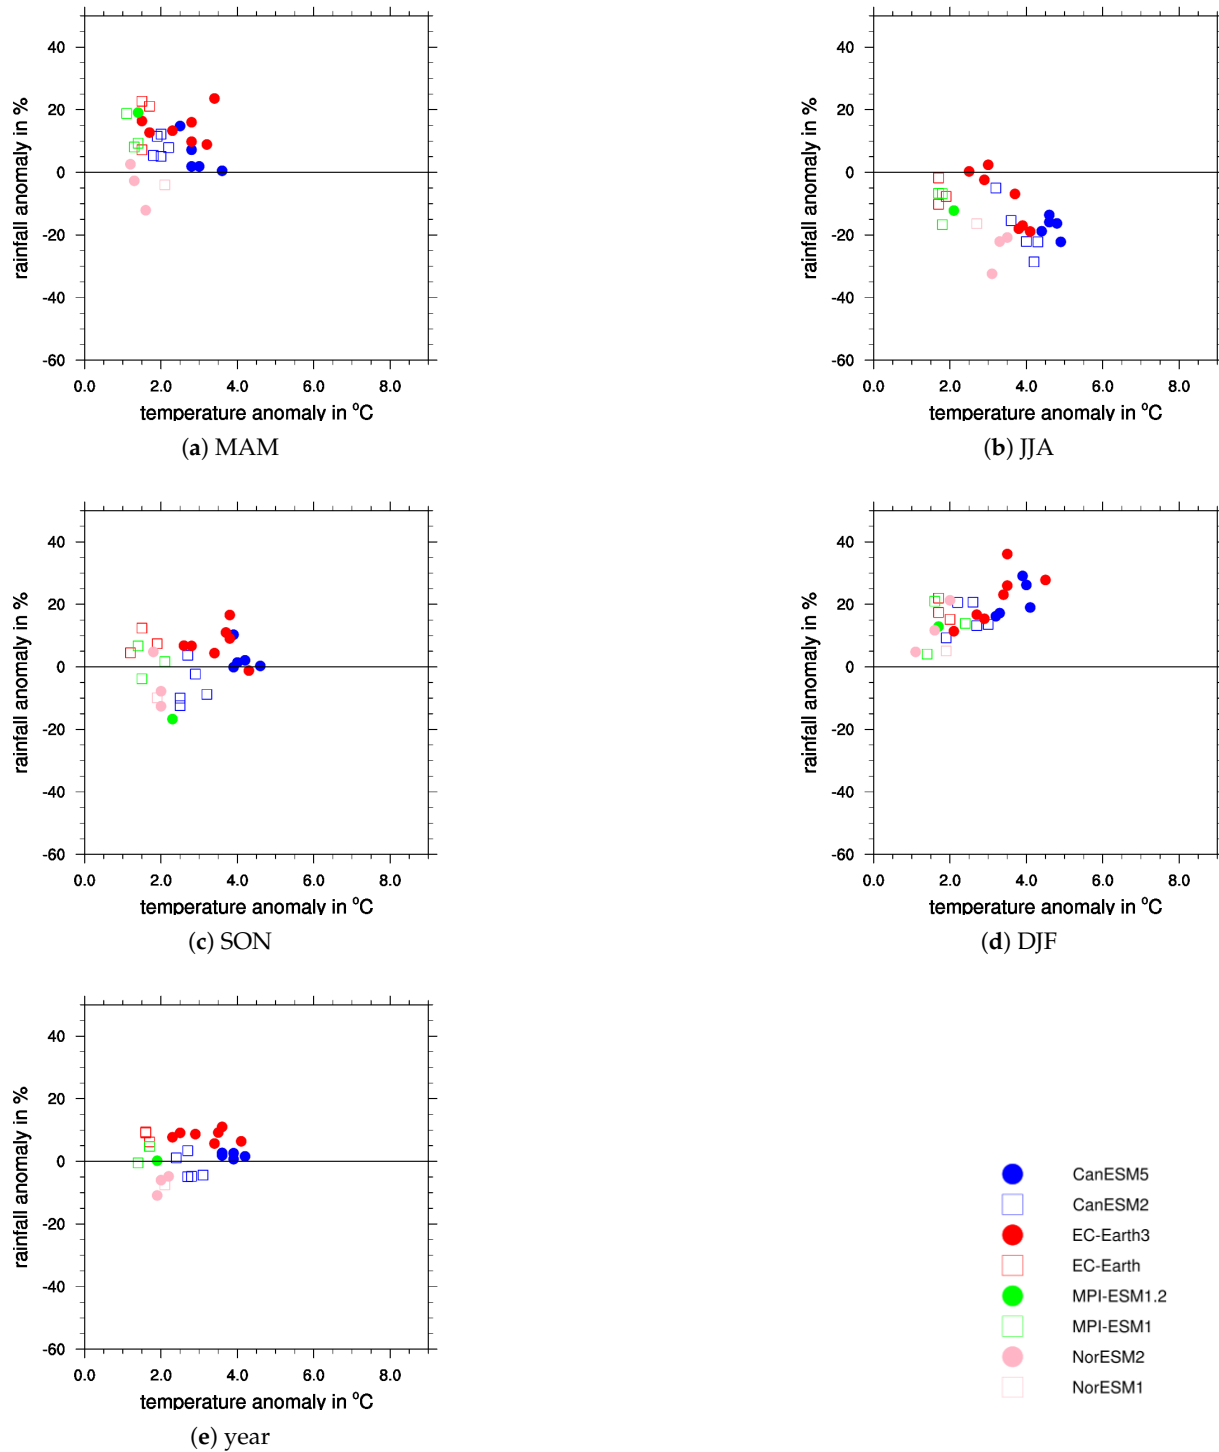 40
20
0
-20
-40
-60
rainfall anomaly in %
0.0 2.0 4.0 6.0 8.0
temperature anomaly in °C
(a) MAM
40
20
0
-20
-40
-60
rainfall anomaly in %
0.0 2.0 4.0 6.0 8.0
temperature anomaly in °C
(b) JJA
40
20
0
-20
-40
-60
rainfall anomaly in %
0.0 2.0 4.0 6.0 8.0
temperature anomaly in °C
(c) SON
40
20
0
-20
-40
-60
rainfall anomaly in %
0.0 2.0 4.0 6.0 8.0
temperature anomaly in °C
(d) DJF
40
20
0
-20
-40
-60
rainfall anomaly in %
0.0 2.0 4.0 6.0 8.0
temperature anomaly in °C
(e) year
CanESM5
CanESM2
EC-Earth3
EC-Earth
MPI-ESM1.2
MPI-ESM1
NorESM2
NorESM1